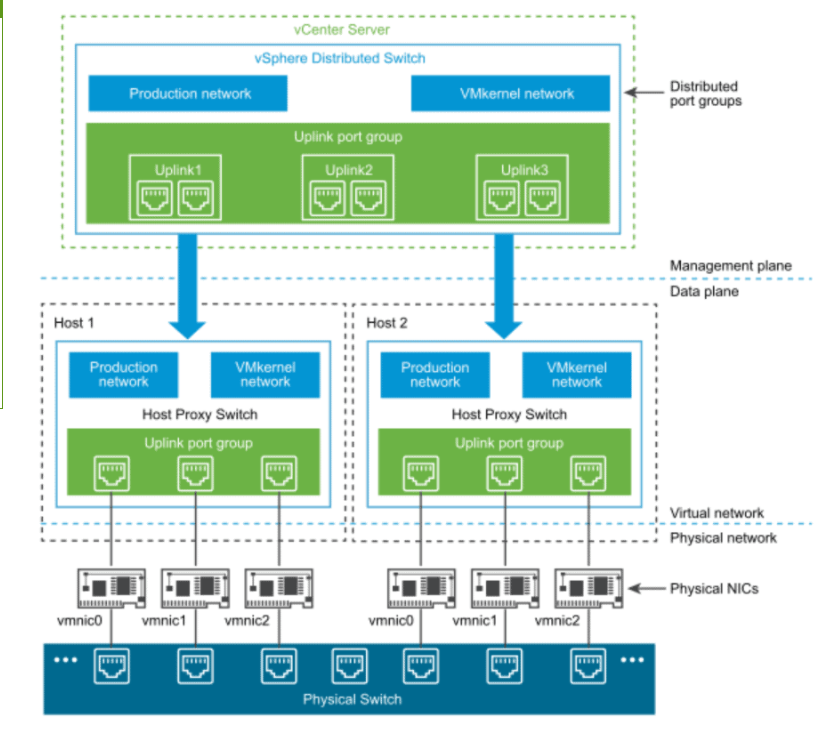 vCenter Server
vSphere Distributed Switch
Production network
VMkernel network
Distributed
port groups
Uplink port group
Uplink1
Uplink2
Uplink3
Management plane
Data plane
Host 1
Host 2
Production
network
VMkernel
network
Production
network
VMkernel
network
Host Proxy Switch
Host Proxy Switch
Uplink port group
Uplink port group
Virtual network
Physical network
Physical NICs
vmnic0
vmnic1
vmnic2
vmnic0
vmnic1
vmnic2
Physical Switch